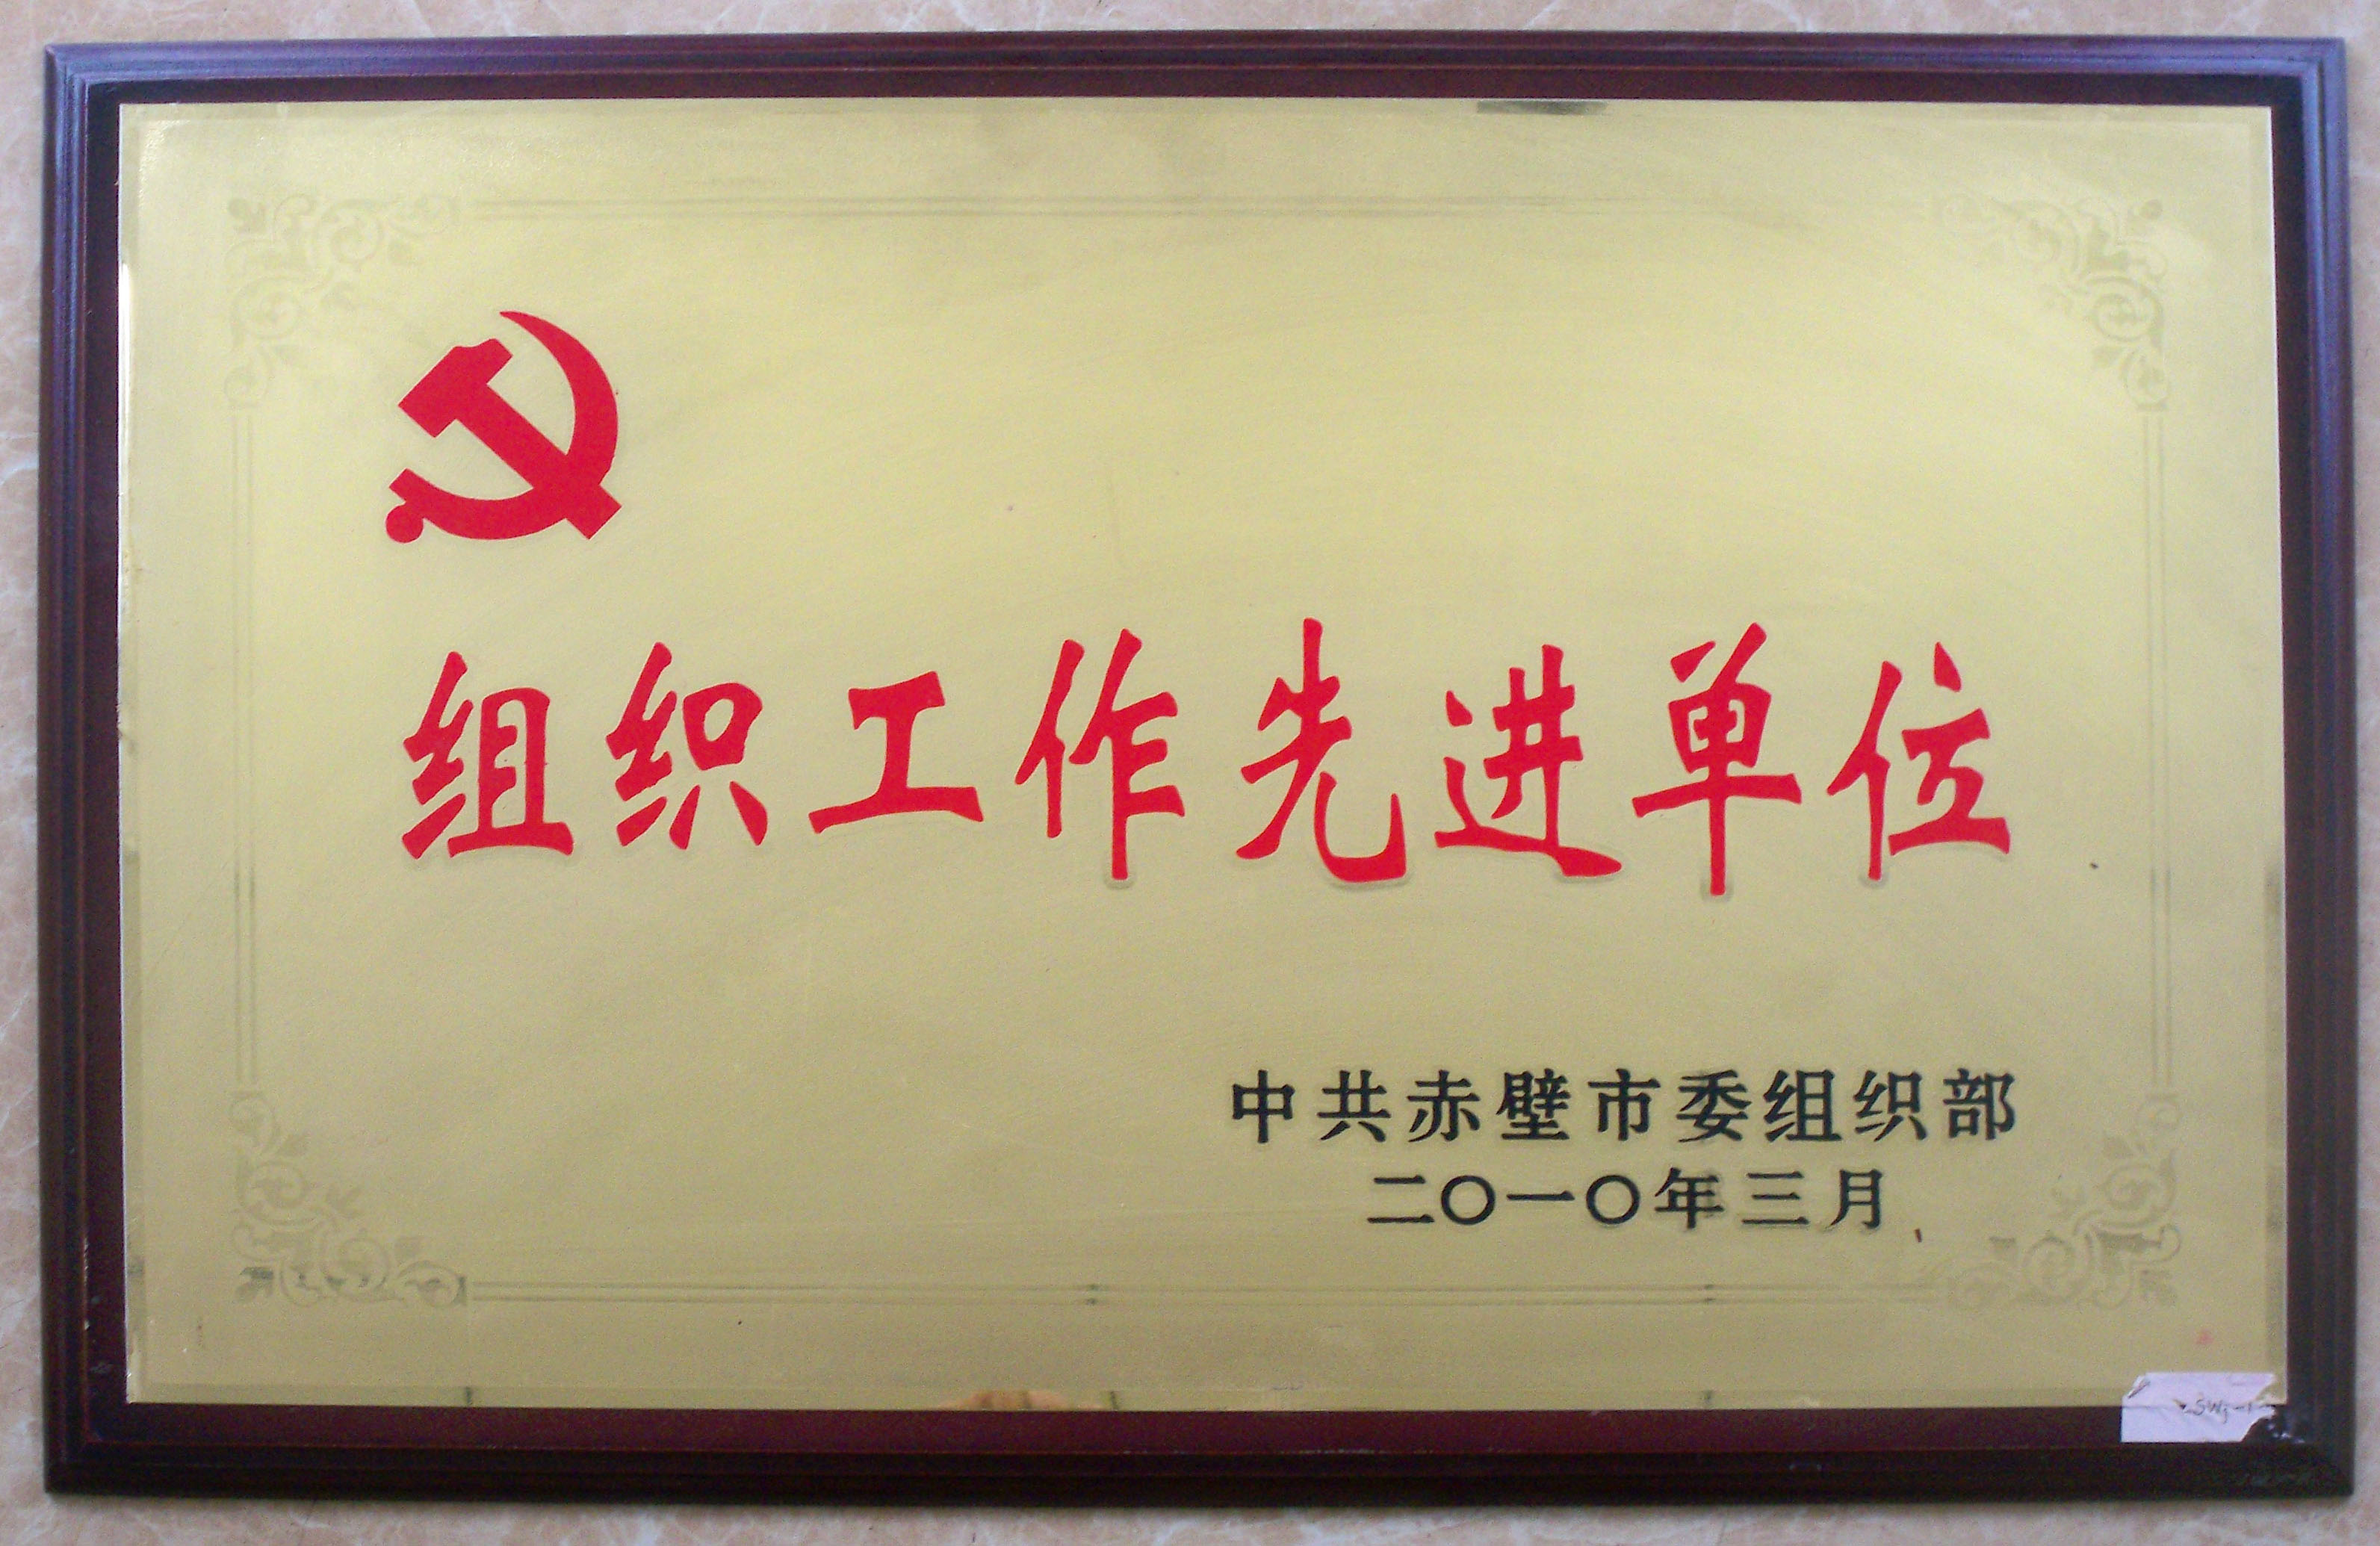 组织工作先进单位
中共赤壁市委组织部
二〇一〇年三月